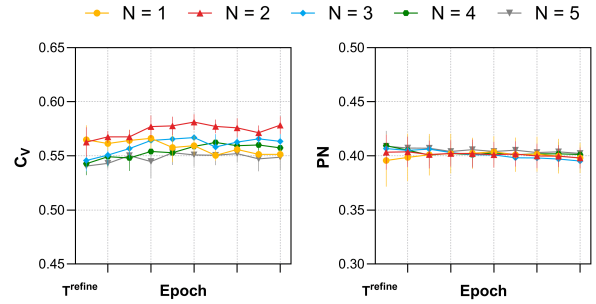 N = 1 N = 2 N = 3 N = 4 N = 5
0.65
0.60
0.55
0.50
0.45
Cv
T^refine Epoch
0.50
0.45
0.40
0.35
0.30
PN
T^refine Epoch